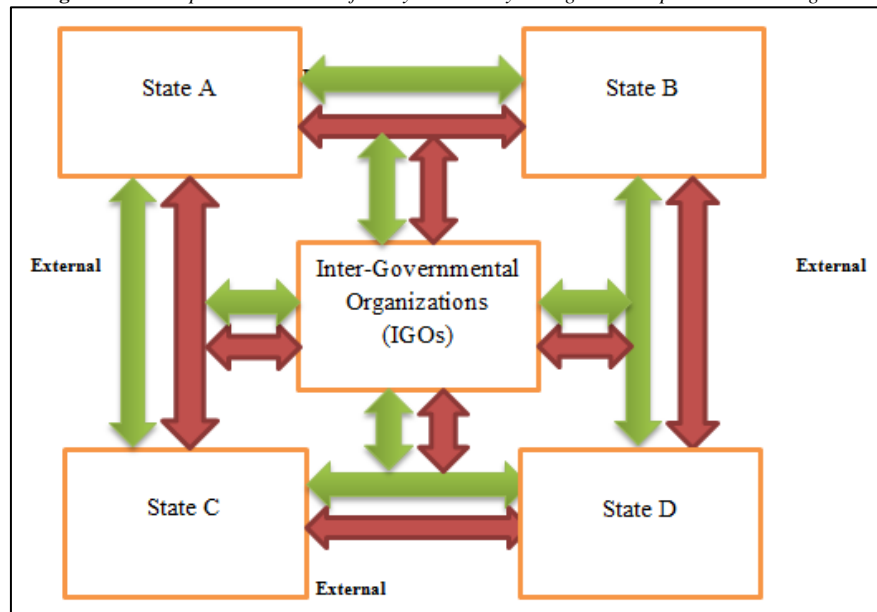 State A
State B
External
External
Inter-Governmental
Organizations
(IGOs)
State C
State D
External